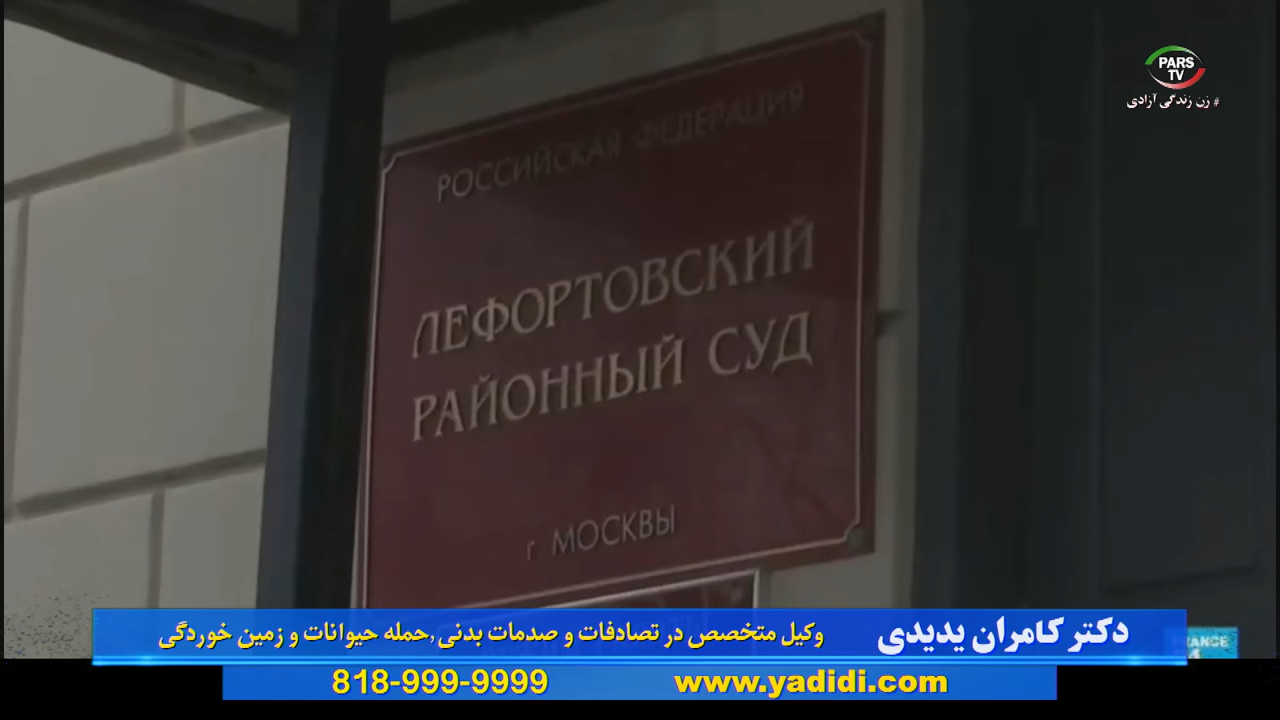 PARS
TV
# زن زندگی آزادی
РОССИЙСКАЯ ФЕДЕРАЦИЯ
ЛЕФОРТОВСКИЙ
РАЙОННЫЙ СУД
г МОСКВЫ
دکتر کامران یدیدی
وکیل متخصص در تصادفات و صدمات بدنی,حمله حیوانات و زمین خوردگی
FRANCE
818-999-9999
www.yadidi.com